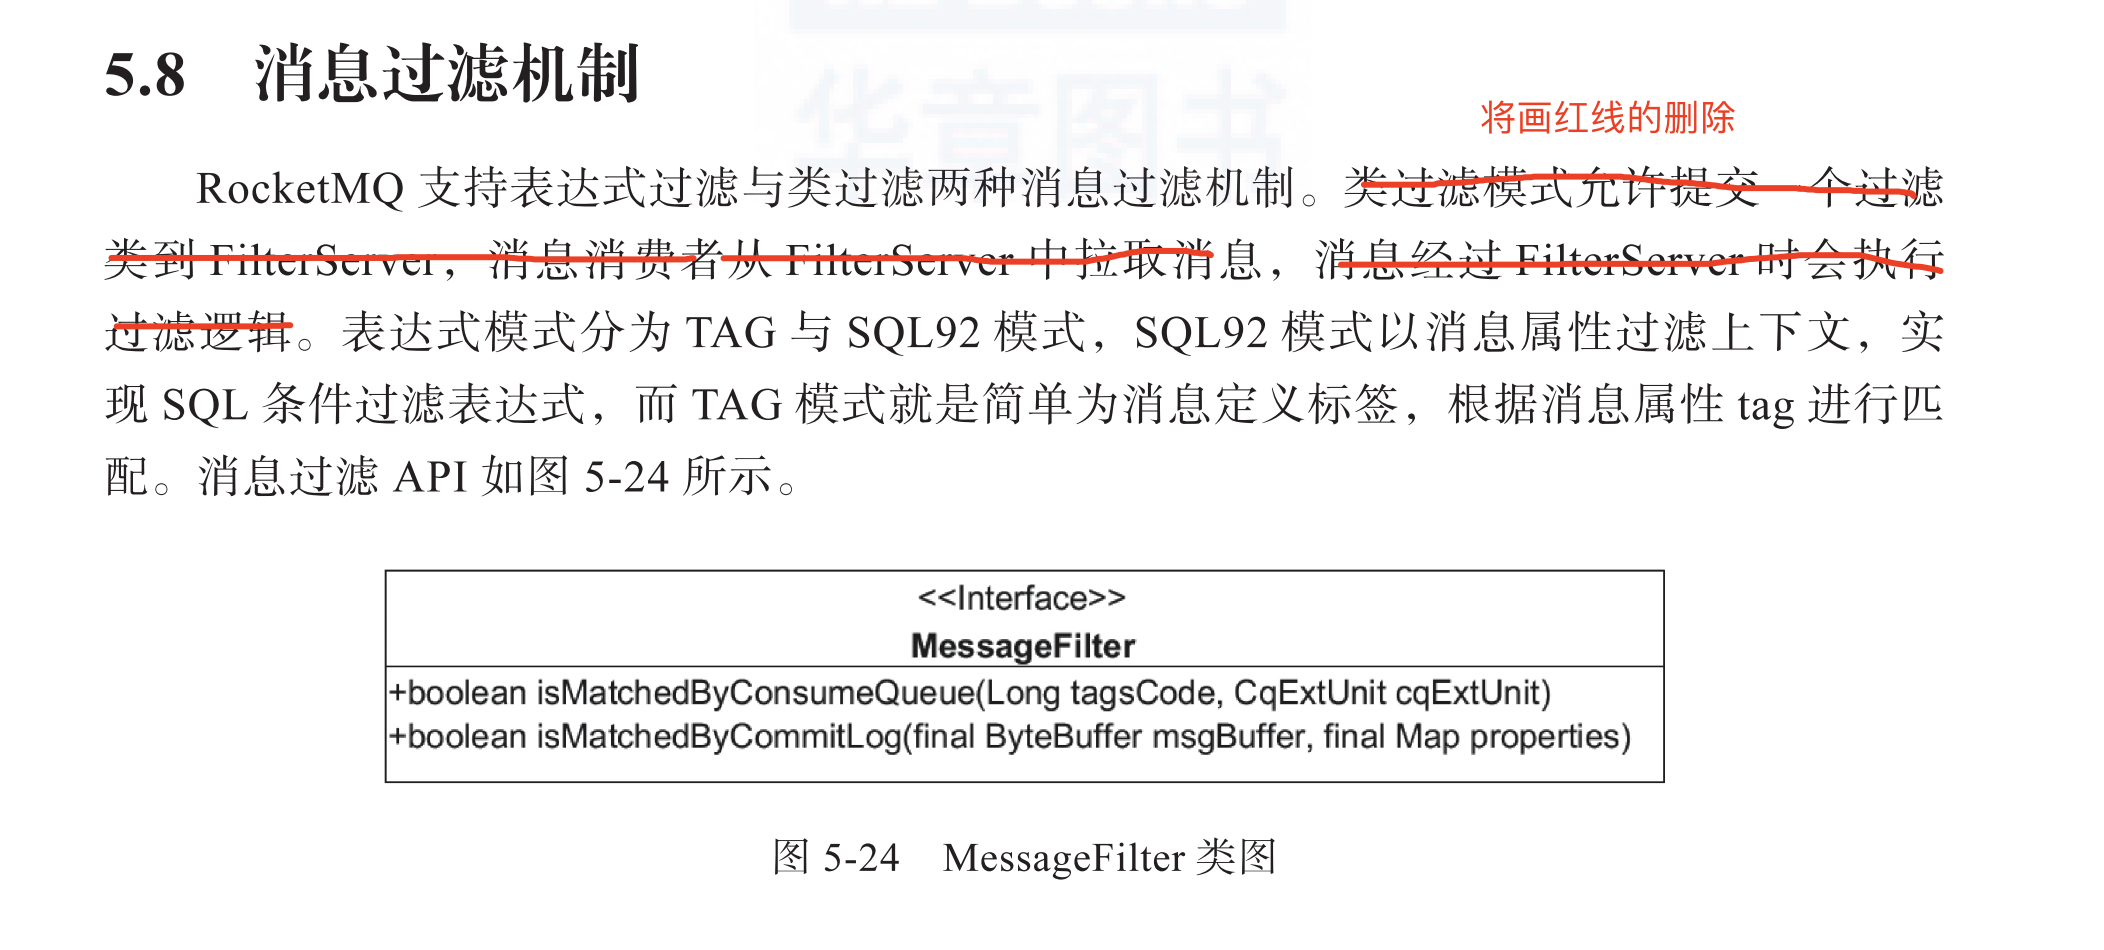 5.8 消息过滤机制
华章图书
将画红线的删除
RocketMQ 支持表达式过滤与类过滤两种消息过滤机制。类过滤模式允许提交一个过滤
类到 FilterServer，消息消费者从 FilterServer 中拉取消息，消息经过 FilterServer 时会执行
过滤逻辑。表达式模式分为 TAG 与 SQL92 模式，SQL92 模式以消息属性过滤上下文，实
现 SQL 条件过滤表达式，而 TAG 模式就是简单为消息定义标签，根据消息属性 tag 进行匹
配。消息过滤 API 如图 5-24 所示。
<<Interface>>
MessageFilter
+boolean isMatchedByConsumeQueue(Long tagsCode, CqExtUnit cqExtUnit)
+boolean isMatchedByCommitLog(final ByteBuffer msgBuffer, final Map properties)
图 5-24 MessageFilter 类图